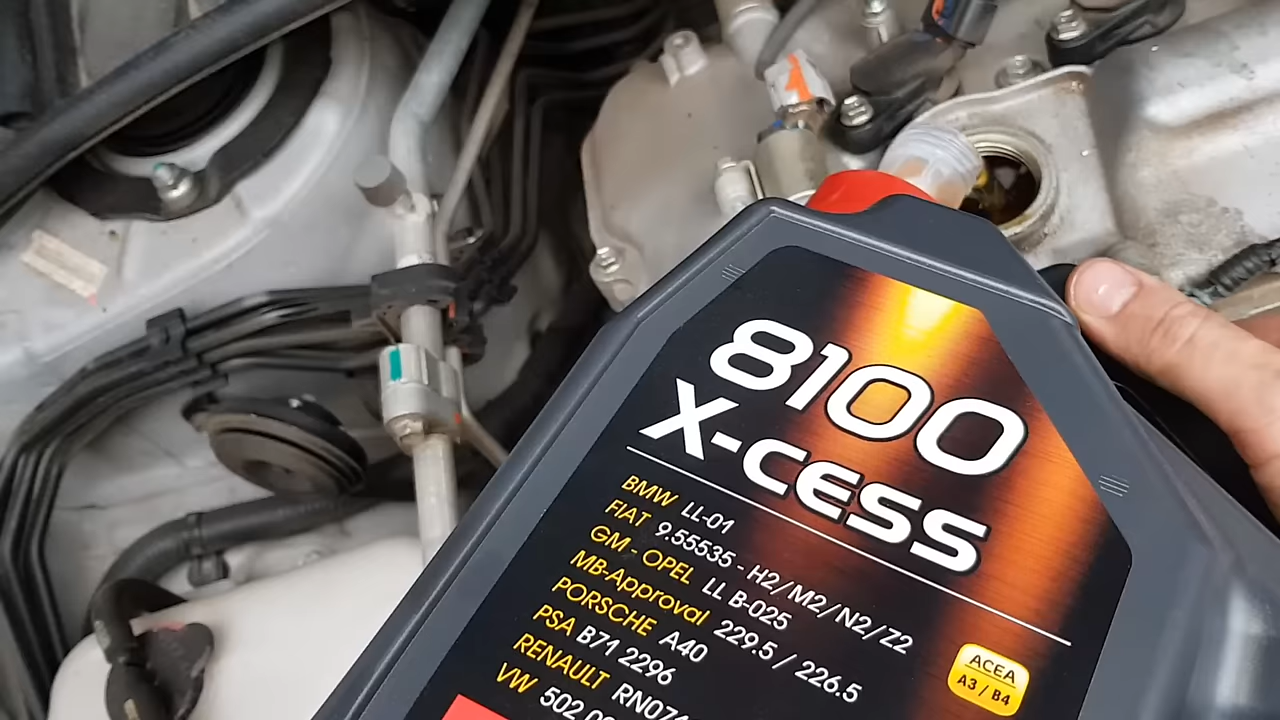 8100
X-CESS
BMW LL-01
FIAT 9.55535 - H2/M2/N2/Z2
GM - OPEL LL B-025
MB-Approval 229.5 / 226.5
PORSCHE A40
PSA B71 2296
RENAULT
VW 502
ACEA
A3 / B4